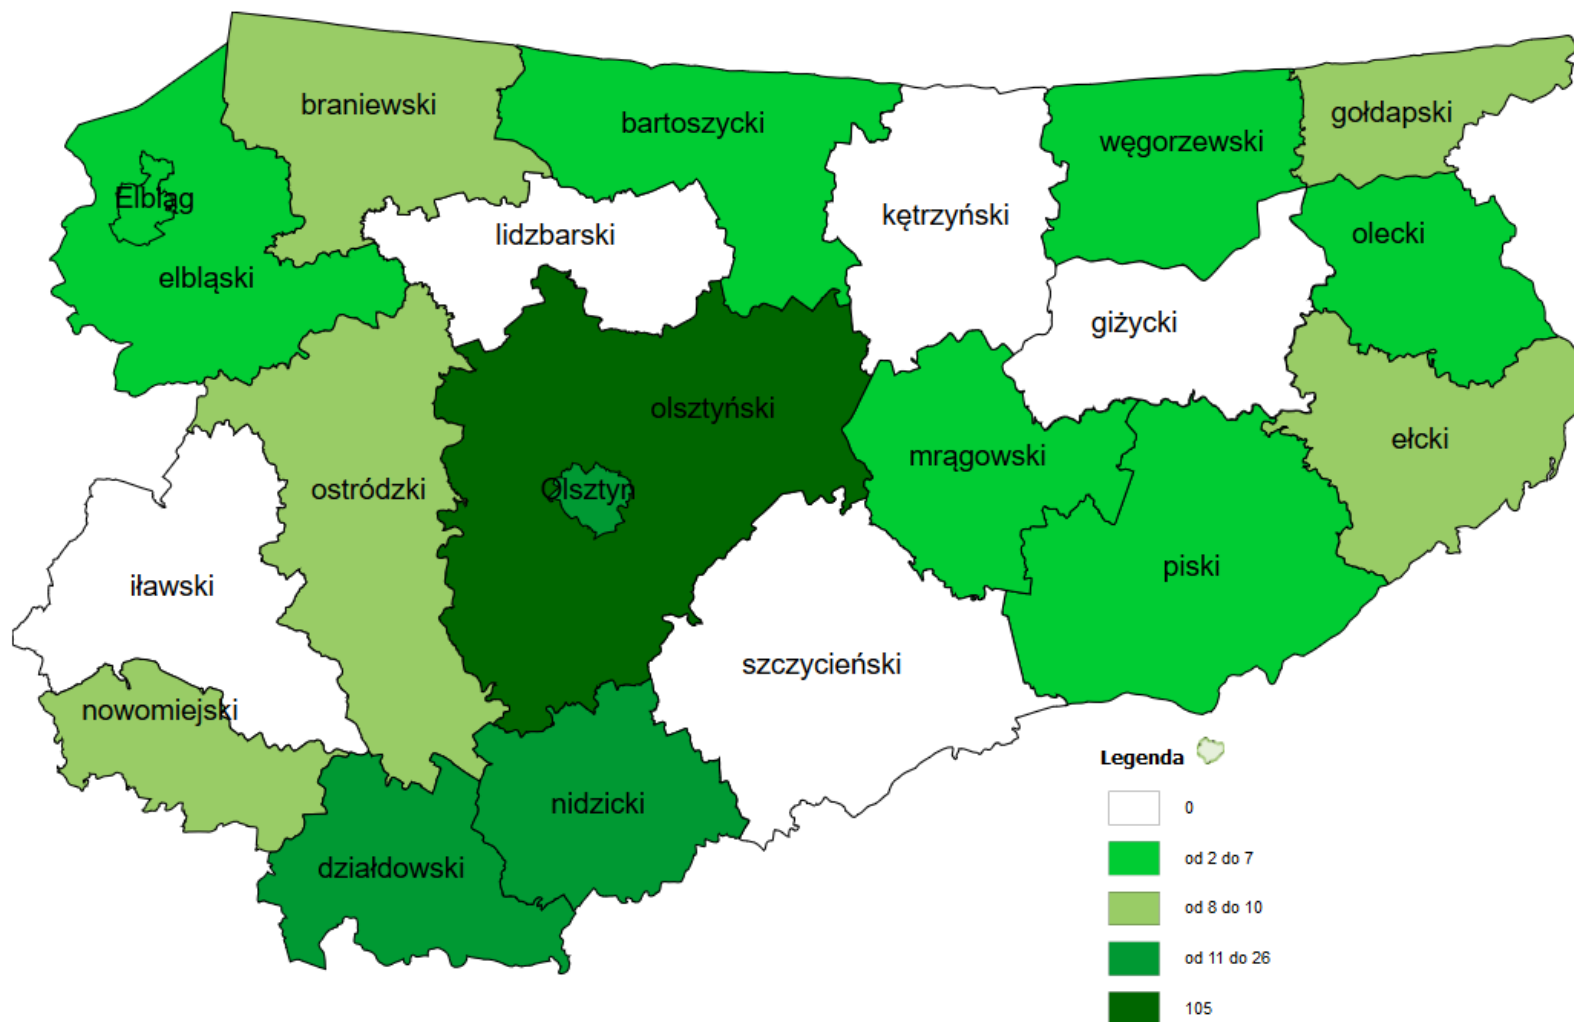 braniewski
bartoszycki
gołdapski
węgorzewski
Elbląg
kętrzyński
lidzbarski
olecki
elbląski
giżycki
olsztyński
ełcki
mrągowski
ostródzki
Olsztyn
piski
iławski
szczycieński
nowomiejski
nidzicki
działdowski
Legenda
0
od 2 do 7
od 8 do 10
od 11 do 26
105